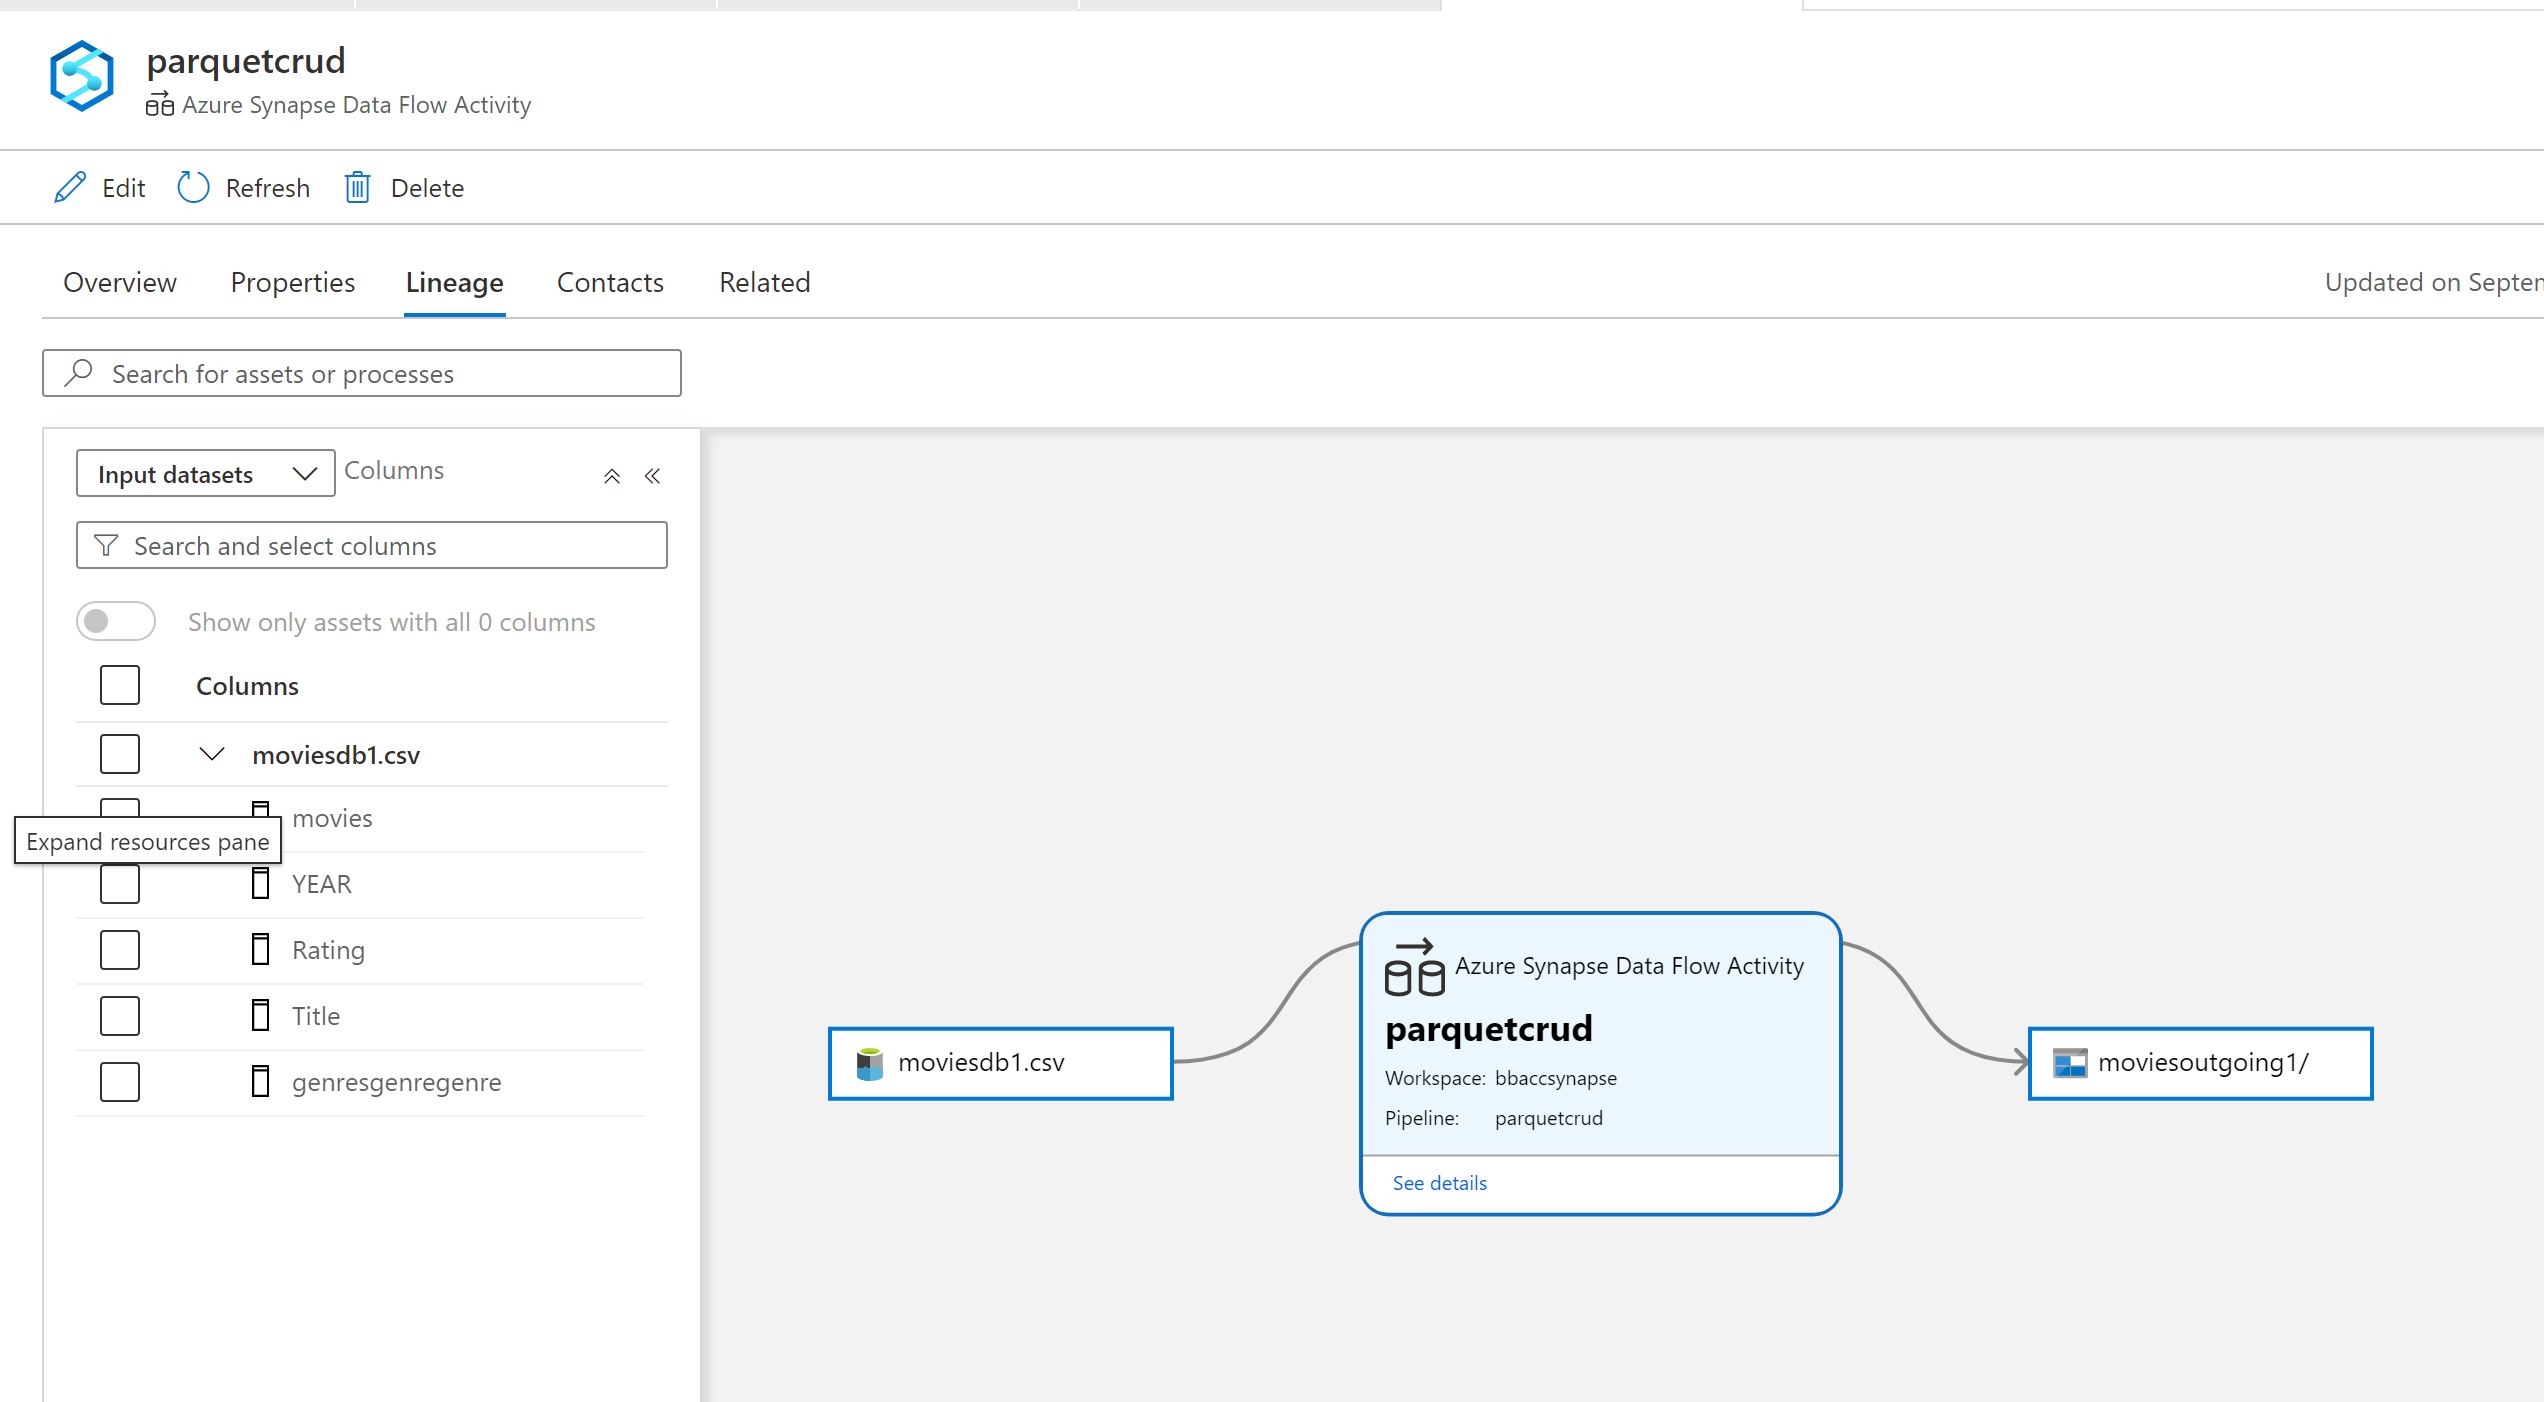 parquetcrud
Azure Synapse Data Flow Activity
Edit Refresh Delete
Overview Properties Lineage Contacts Related Updated on
Search for assets or processes
Input datasets Columns
Search and select columns
Show only assets with all 0 columns
Columns
moviesdb1.csv
movies
Expand resources pane
YEAR
Rating
Title
genresgenregenre
moviesdb1.csv
Azure Synapse Data Flow Activity
parquetcrud
Workspace: bbaccsynapse
Pipeline: parquetcrud
See details
moviesoutgoing1/